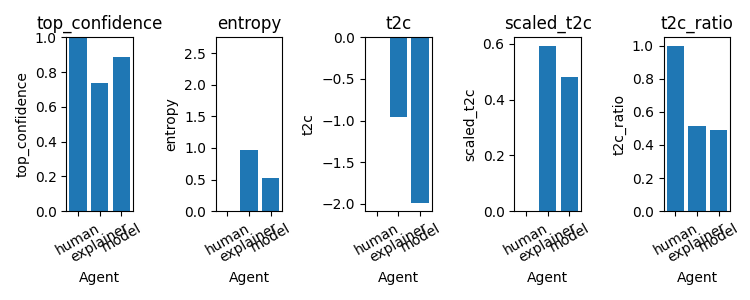 top_confidence
entropy
t2c
scaled_t2c
t2c_ratio
top_confidence
1.0
0.8
0.6
0.4
0.2
0.0
human
explainer
model
Agent
entropy
2.5
2.0
1.5
1.0
0.5
0.0
human
explainer
model
Agent
t2c
0.0
−0.5
−1.0
−1.5
−2.0
human
explainer
model
Agent
scaled_t2c
0.6
0.4
0.2
0.0
human
explainer
model
Agent
t2c_ratio
1.0
0.8
0.6
0.4
0.2
0.0
human
explainer
model
Agent